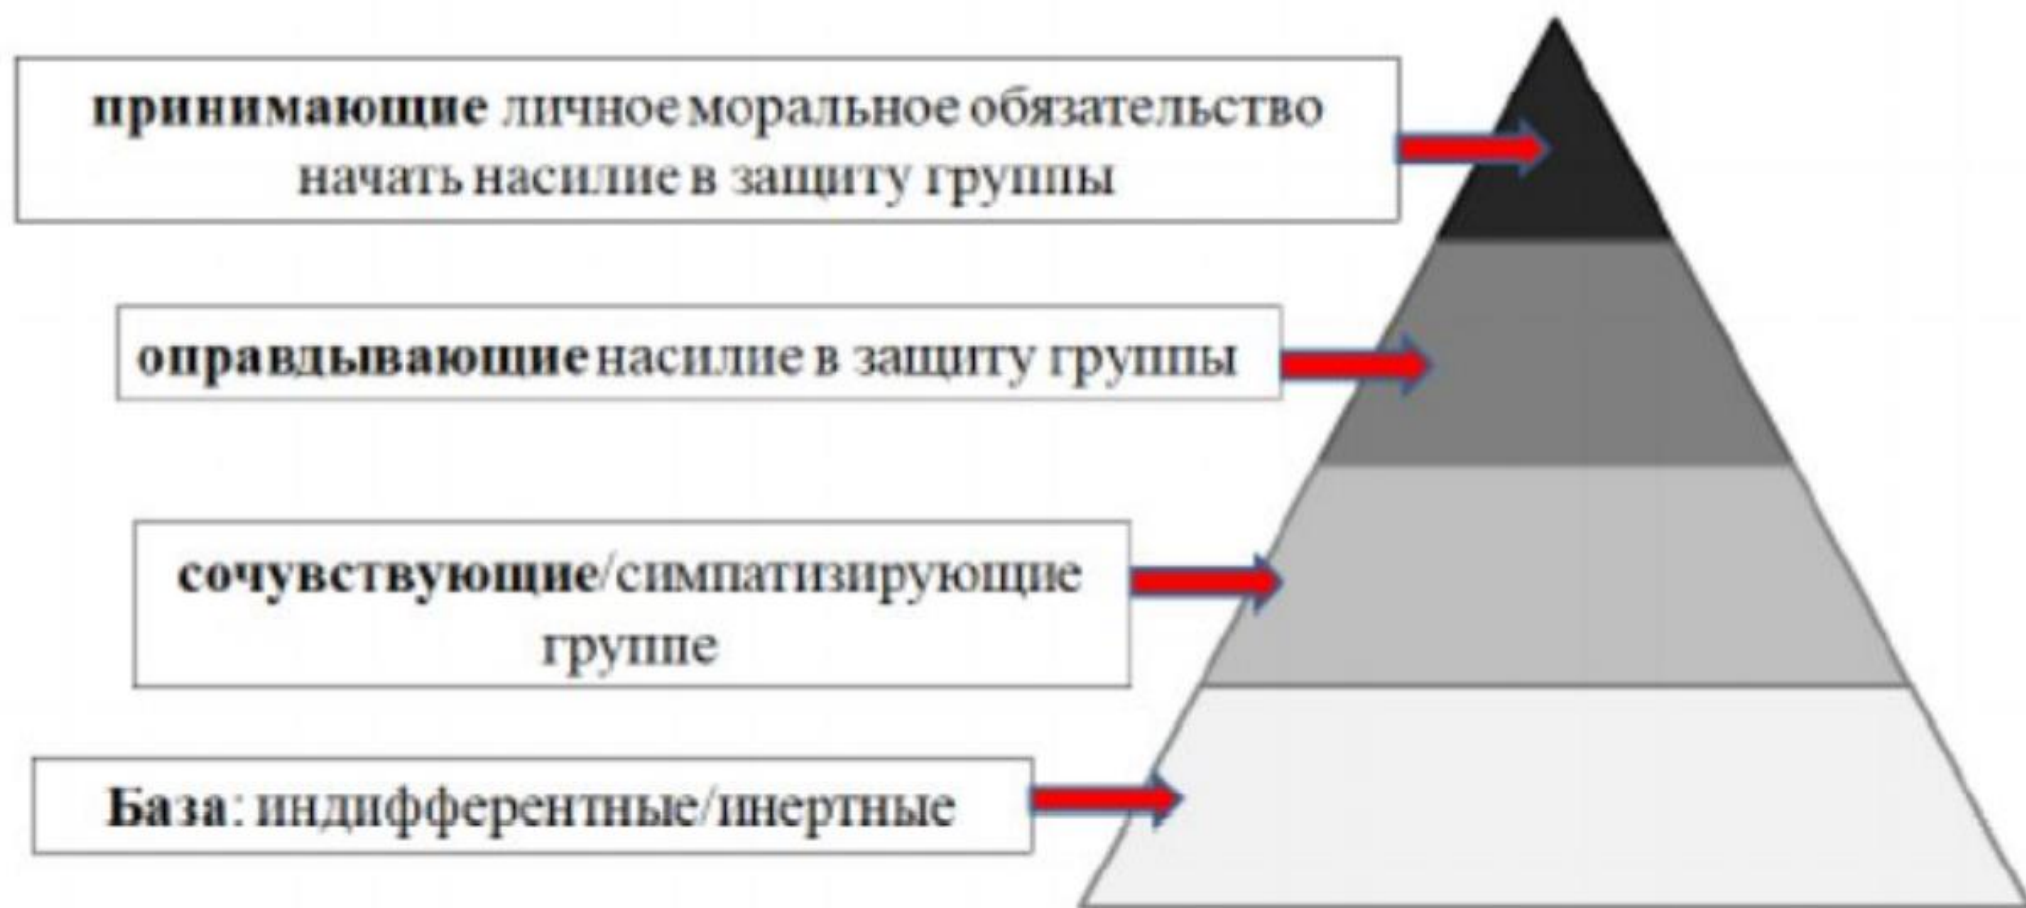 принимающие личное моральное обязательство
начать насилие в защиту группы
оправдывающие насилие в защиту группы
сочувствующие/симпатизирующие
группе
База: индифферентные/инертные